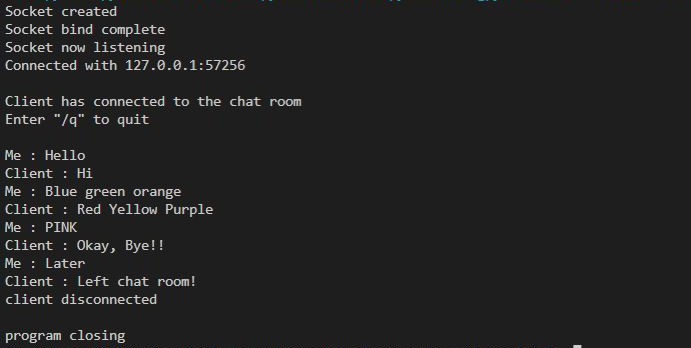 Socket created
Socket bind complete
Socket now listening
Connected with 127.0.0.1:57256
Client has connected to the chat room
Enter "/q" to quit
Me : Hello
Client : Hi
Me : Blue green orange
Client : Red Yellow Purple
Me : PINK
Client : Okay, Bye!!
Me : Later
Client : Left chat room!
client disconnected
program closing